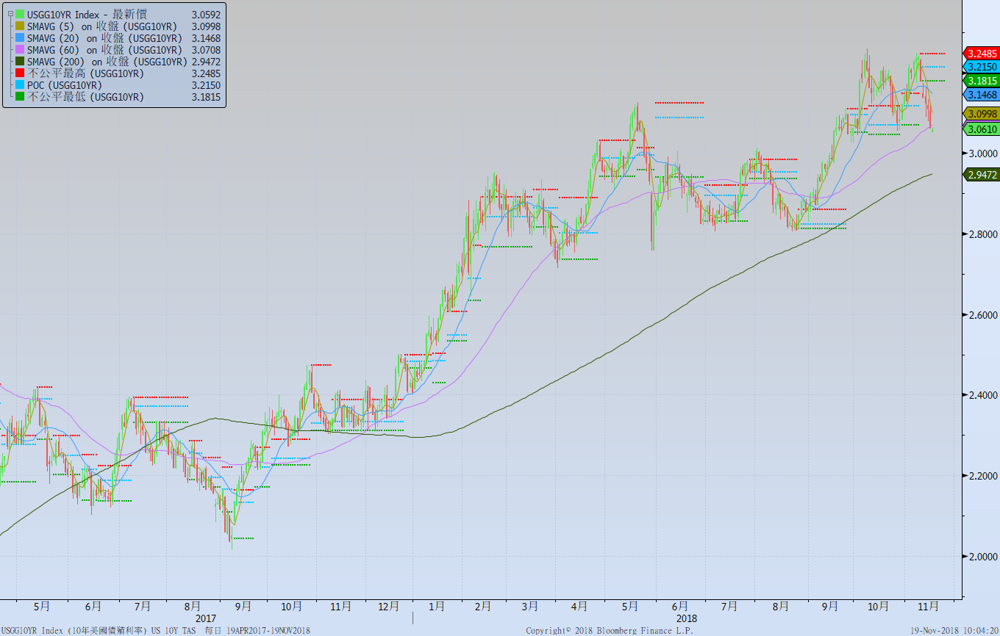 USGG10YR Index - 最新價 3.0592
SMAVG (5) on 收盤 (USGG10YR) 3.0998
SMAVG (20) on 收盤 (USGG10YR) 3.1468
SMAVG (60) on 收盤 (USGG10YR) 3.0708
SMAVG (200) on 收盤 (USGG10YR) 2.9472
不公平最高 (USGG10YR) 3.2485
POC (USGG10YR) 3.2150
不公平最低 (USGG10YR) 3.1815
3.2485
3.2150
3.1815
3.1468
3.0998
3.0610
3.0000
2.9472
2.8000
2.6000
2.4000
2.2000
2.0000
5月 6月 7月 8月 9月 10月 11月 12月 1月 2月 3月 4月 5月 6月 7月 8月 9月 10月 11月
2017 2018
USGG10YR Index (10年美國債殖利率) US 10Y TAS 每日 19APR2017-19NOV2018 Copyright© 2018 Bloomberg Finance L.P. 19-Nov-2018 10:04:20